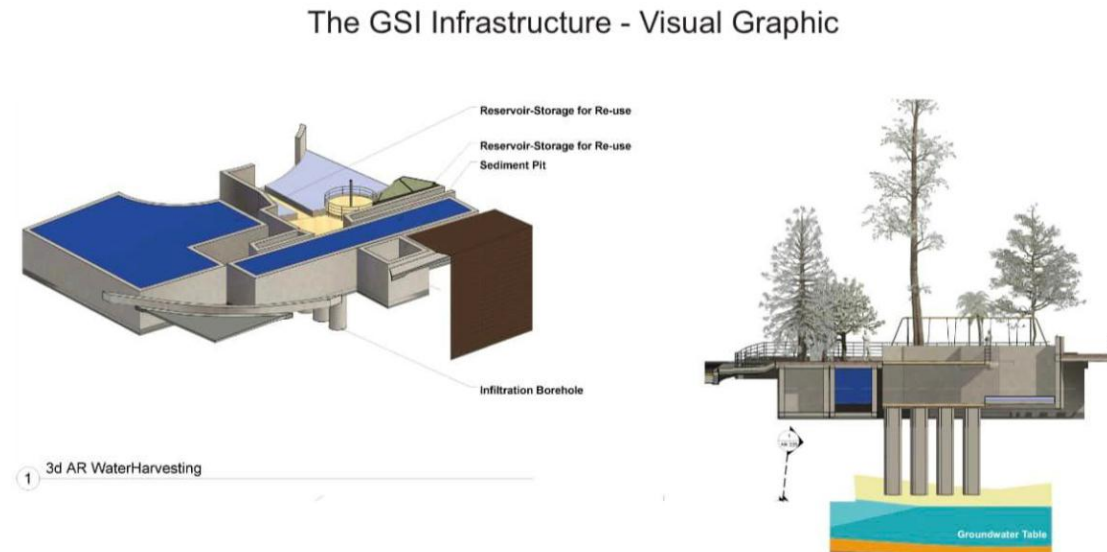 The GSI Infrastructure - Visual Graphic
Reservoir-Storage for Re-use
Reservoir-Storage for Re-use
Sediment Pit
Infiltration Borehole
1
3d AR WaterHarvesting
Groundwater Table